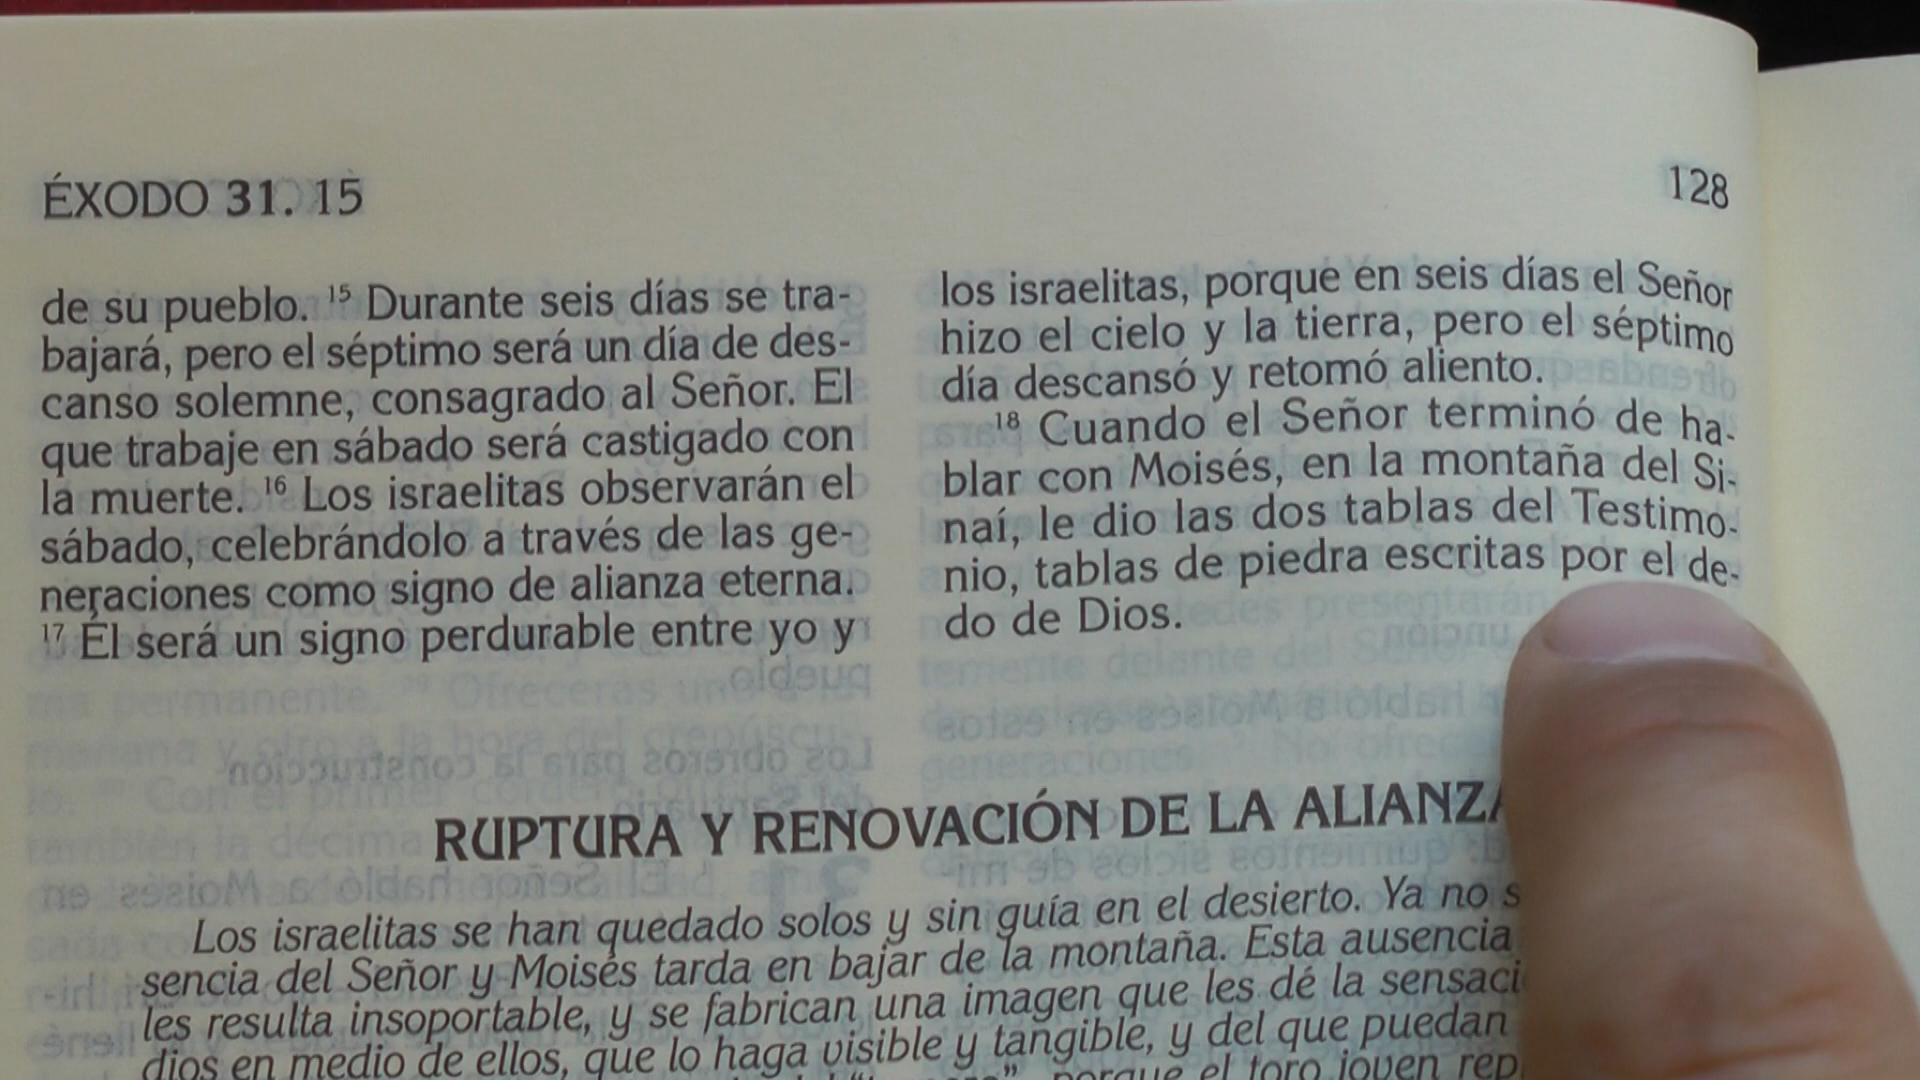 ÉXODO 31. 15
128
de su pueblo. 15 Durante seis días se tra-
bajará, pero el séptimo será un día de des-
canso solemne, consagrado al Señor. El
que trabaje en sábado será castigado con
la muerte. 16 Los israelitas observarán el
sábado, celebrándolo a través de las ge-
neraciones como signo de alianza eterna.
17 Él será un signo perdurable entre yo y
los israelitas, porque en seis días el Señor
hizo el cielo y la tierra, pero el séptimo
día descansó y retomó aliento.
18 Cuando el Señor terminó de ha-
blar con Moisés, en la montaña del Si-
naí, le dio las dos tablas del Testimo-
nio, tablas de piedra escritas por el de-
do de Dios.
RUPTURA Y RENOVACIÓN DE LA ALIANZA
Los israelitas se han quedado solos y sin guía en el desierto. Ya no
sencia del Señor y Moisés tarda en bajar de la montaña. Esta ausencia
les resulta insoportable, y se fabrican una imagen que les dé la
dios en medio de ellos, que lo haga visible y tangible, y del que puedan
porque el toro joven